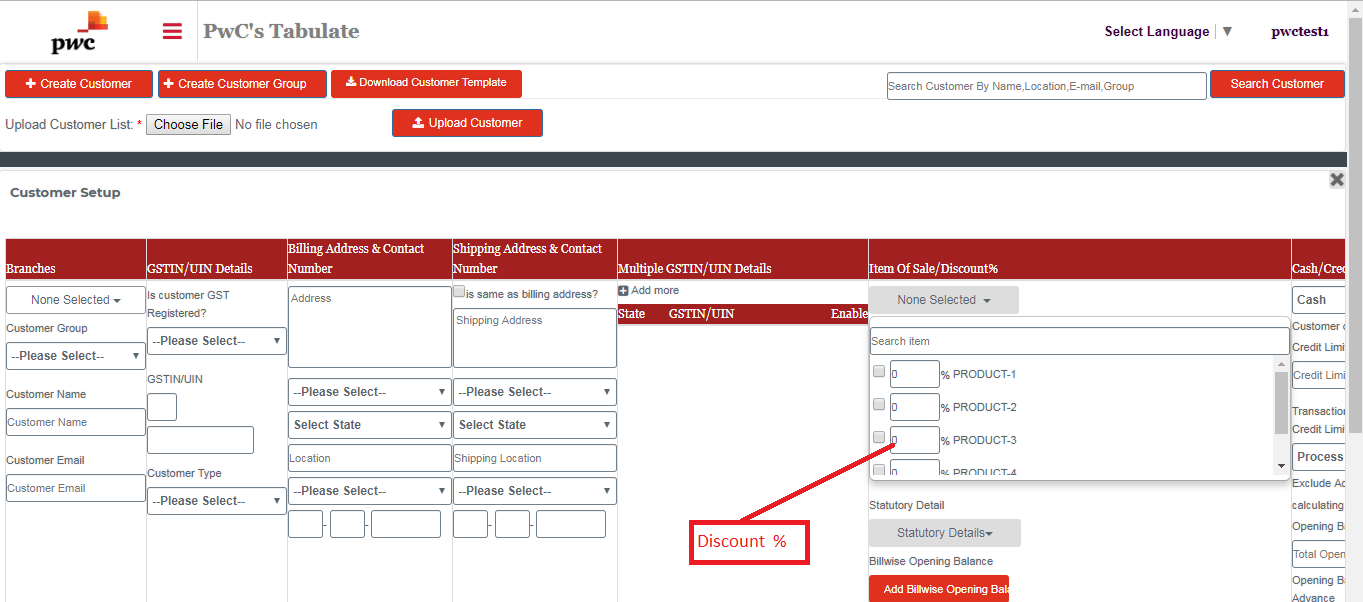 pwc
PwC's Tabulate
Select Language ▼
pwctest1
Create Customer
Create Customer Group
Download Customer Template
Search Customer By Name,Location,E-mail,Group
Search Customer
Upload Customer List: *
Choose File No file chosen
Upload Customer
Customer Setup
Branches
GSTIN/UIN Details
Billing Address & Contact
Number
Shipping Address & Contact
Number
Multiple GSTIN/UIN Details
Item Of Sale/Discount%
Cash/Cre
None Selected
Customer Group
--Please Select--
Customer Name
Customer Name
Customer Email
Customer Email
Is customer GST
Registered?
--Please Select--
GSTIN/UIN
Customer Type
--Please Select--
Address
--Please Select--
Select State
Location
--Please Select--
- -
is same as billing address?
Shipping Address
--Please Select--
Select State
Shipping Location
--Please Select--
- -
Add more
State GSTIN/UIN Enable
None Selected
Search item
0 % PRODUCT-1
0 % PRODUCT-2
0 % PRODUCT-3
0 % PRODUCT-4
Discount %
Statutory Detail
Statutory Details
Billwise Opening Balance
Add Billwise Opening Bala
Cash
Customer
Credit Limi
Credit Limi
Transaction
Credit Limi
Process
Exclude Ad
calculating
Opening Ba
Total Open
Opening Ba
Advance